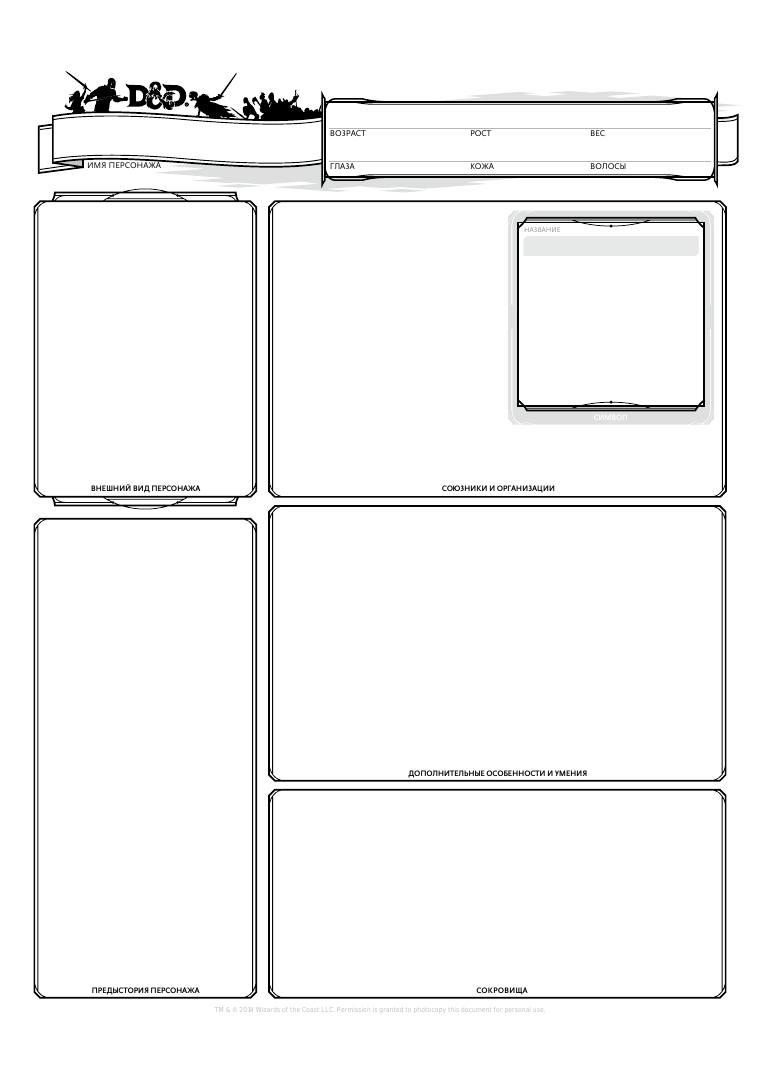 D&D®
ВОЗРАСТ РОСТ ВЕС
ИМЯ ПЕРСОНАЖА
ГЛАЗА КОЖА ВОЛОСЫ
НАЗВАНИЕ
СИМВОЛ
ВНЕШНИЙ ВИД ПЕРСОНАЖА
СОЮЗНИКИ И ОРГАНИЗАЦИИ
ДОПОЛНИТЕЛЬНЫЕ ОСОБЕННОСТИ И УМЕНИЯ
ПРЕДЫСТОРИЯ ПЕРСОНАЖА
СОКРОВИЩА
TM & © 2014 Wizards of the Coast LLC. Permission is granted to photocopy this document for personal use.